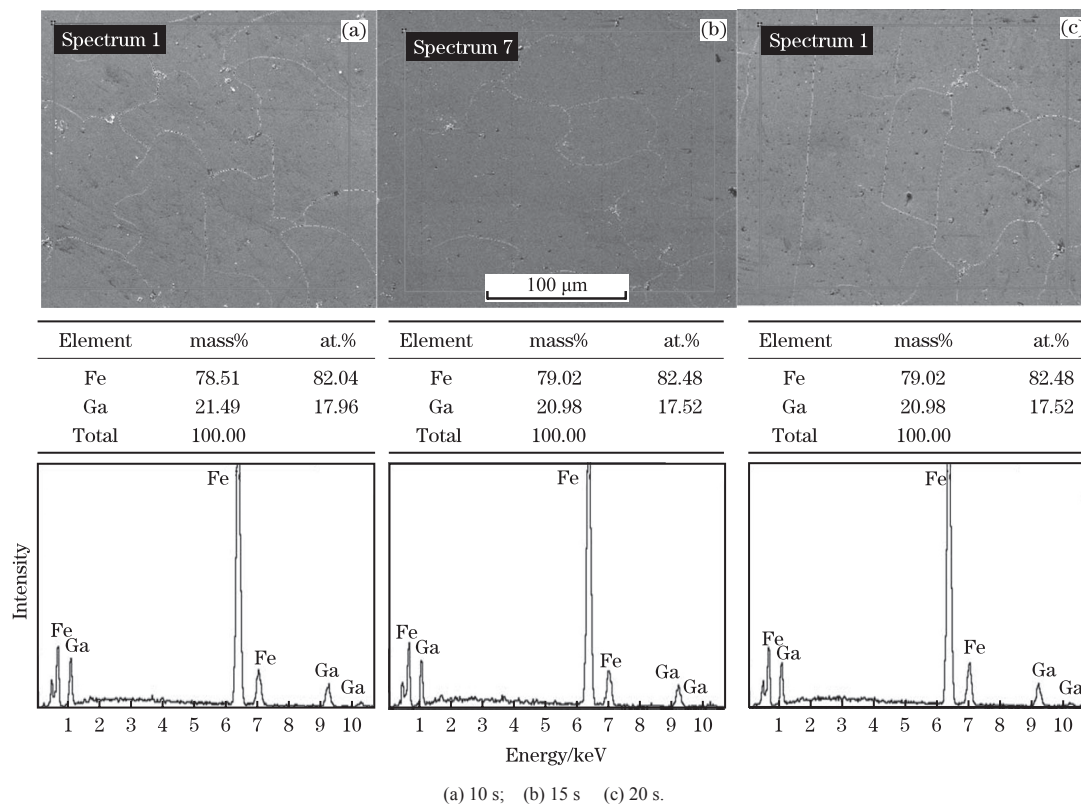 Spectrum 1 (a) Spectrum 7 (b) Spectrum 1 (c)
100 μm
Element mass% at.% Element mass% at.% Element mass% at.%
Fe 78.51 82.04 Fe 79.02 82.48 Fe 79.02 82.48
Ga 21.49 17.96 Ga 20.98 17.52 Ga 20.98 17.52
Total 100.00 Total 100.00 Total 100.00
Fe Fe Fe
Intensity
Fe Ga Fe Ga Ga Fe Ga Fe Ga Ga Fe Ga Fe Ga Ga
1 2 3 4 5 6 7 8 9 10 1 2 3 4 5 6 7 8 9 10 1 2 3 4 5 6 7 8 9 10
Energy/keV
(a) 10 s; (b) 15 s (c) 20 s.